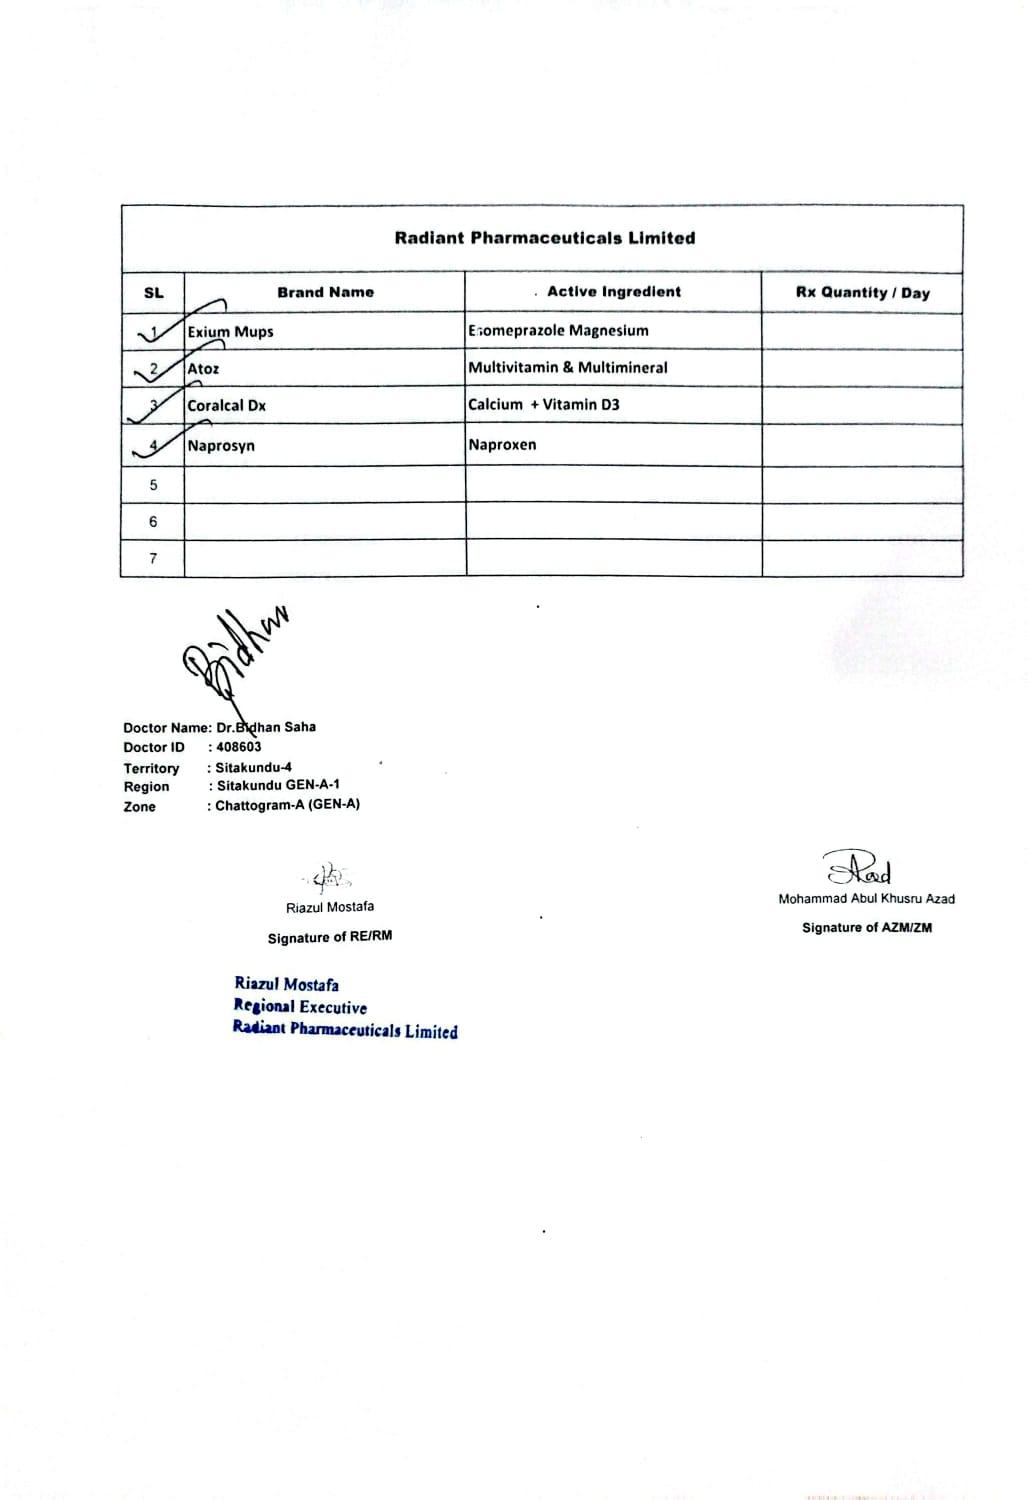 Radiant Pharmaceuticals Limited
SL Brand Name Active Ingredient Rx Quantity / Day
1 Exium Mups Esomeprazole Magnesium
2 Atoz Multivitamin & Multimineral
3 Coralcal Dx Calcium + Vitamin D3
4 Naprosyn Naproxen
5
6
7
Bidhan
Doctor Name: Dr.Bidhan Saha
Doctor ID : 408603
Territory : Sitakundu-4
Region : Sitakundu GEN-A-1
Zone : Chattogram-A (GEN-A)
Azad
Riazul Mostafa
Mohammad Abul Khusru Azad
Signature of RE/RM
Signature of AZM/ZM
Riazul Mostafa
Regional Executive
Radiant Pharmaceuticals Limited